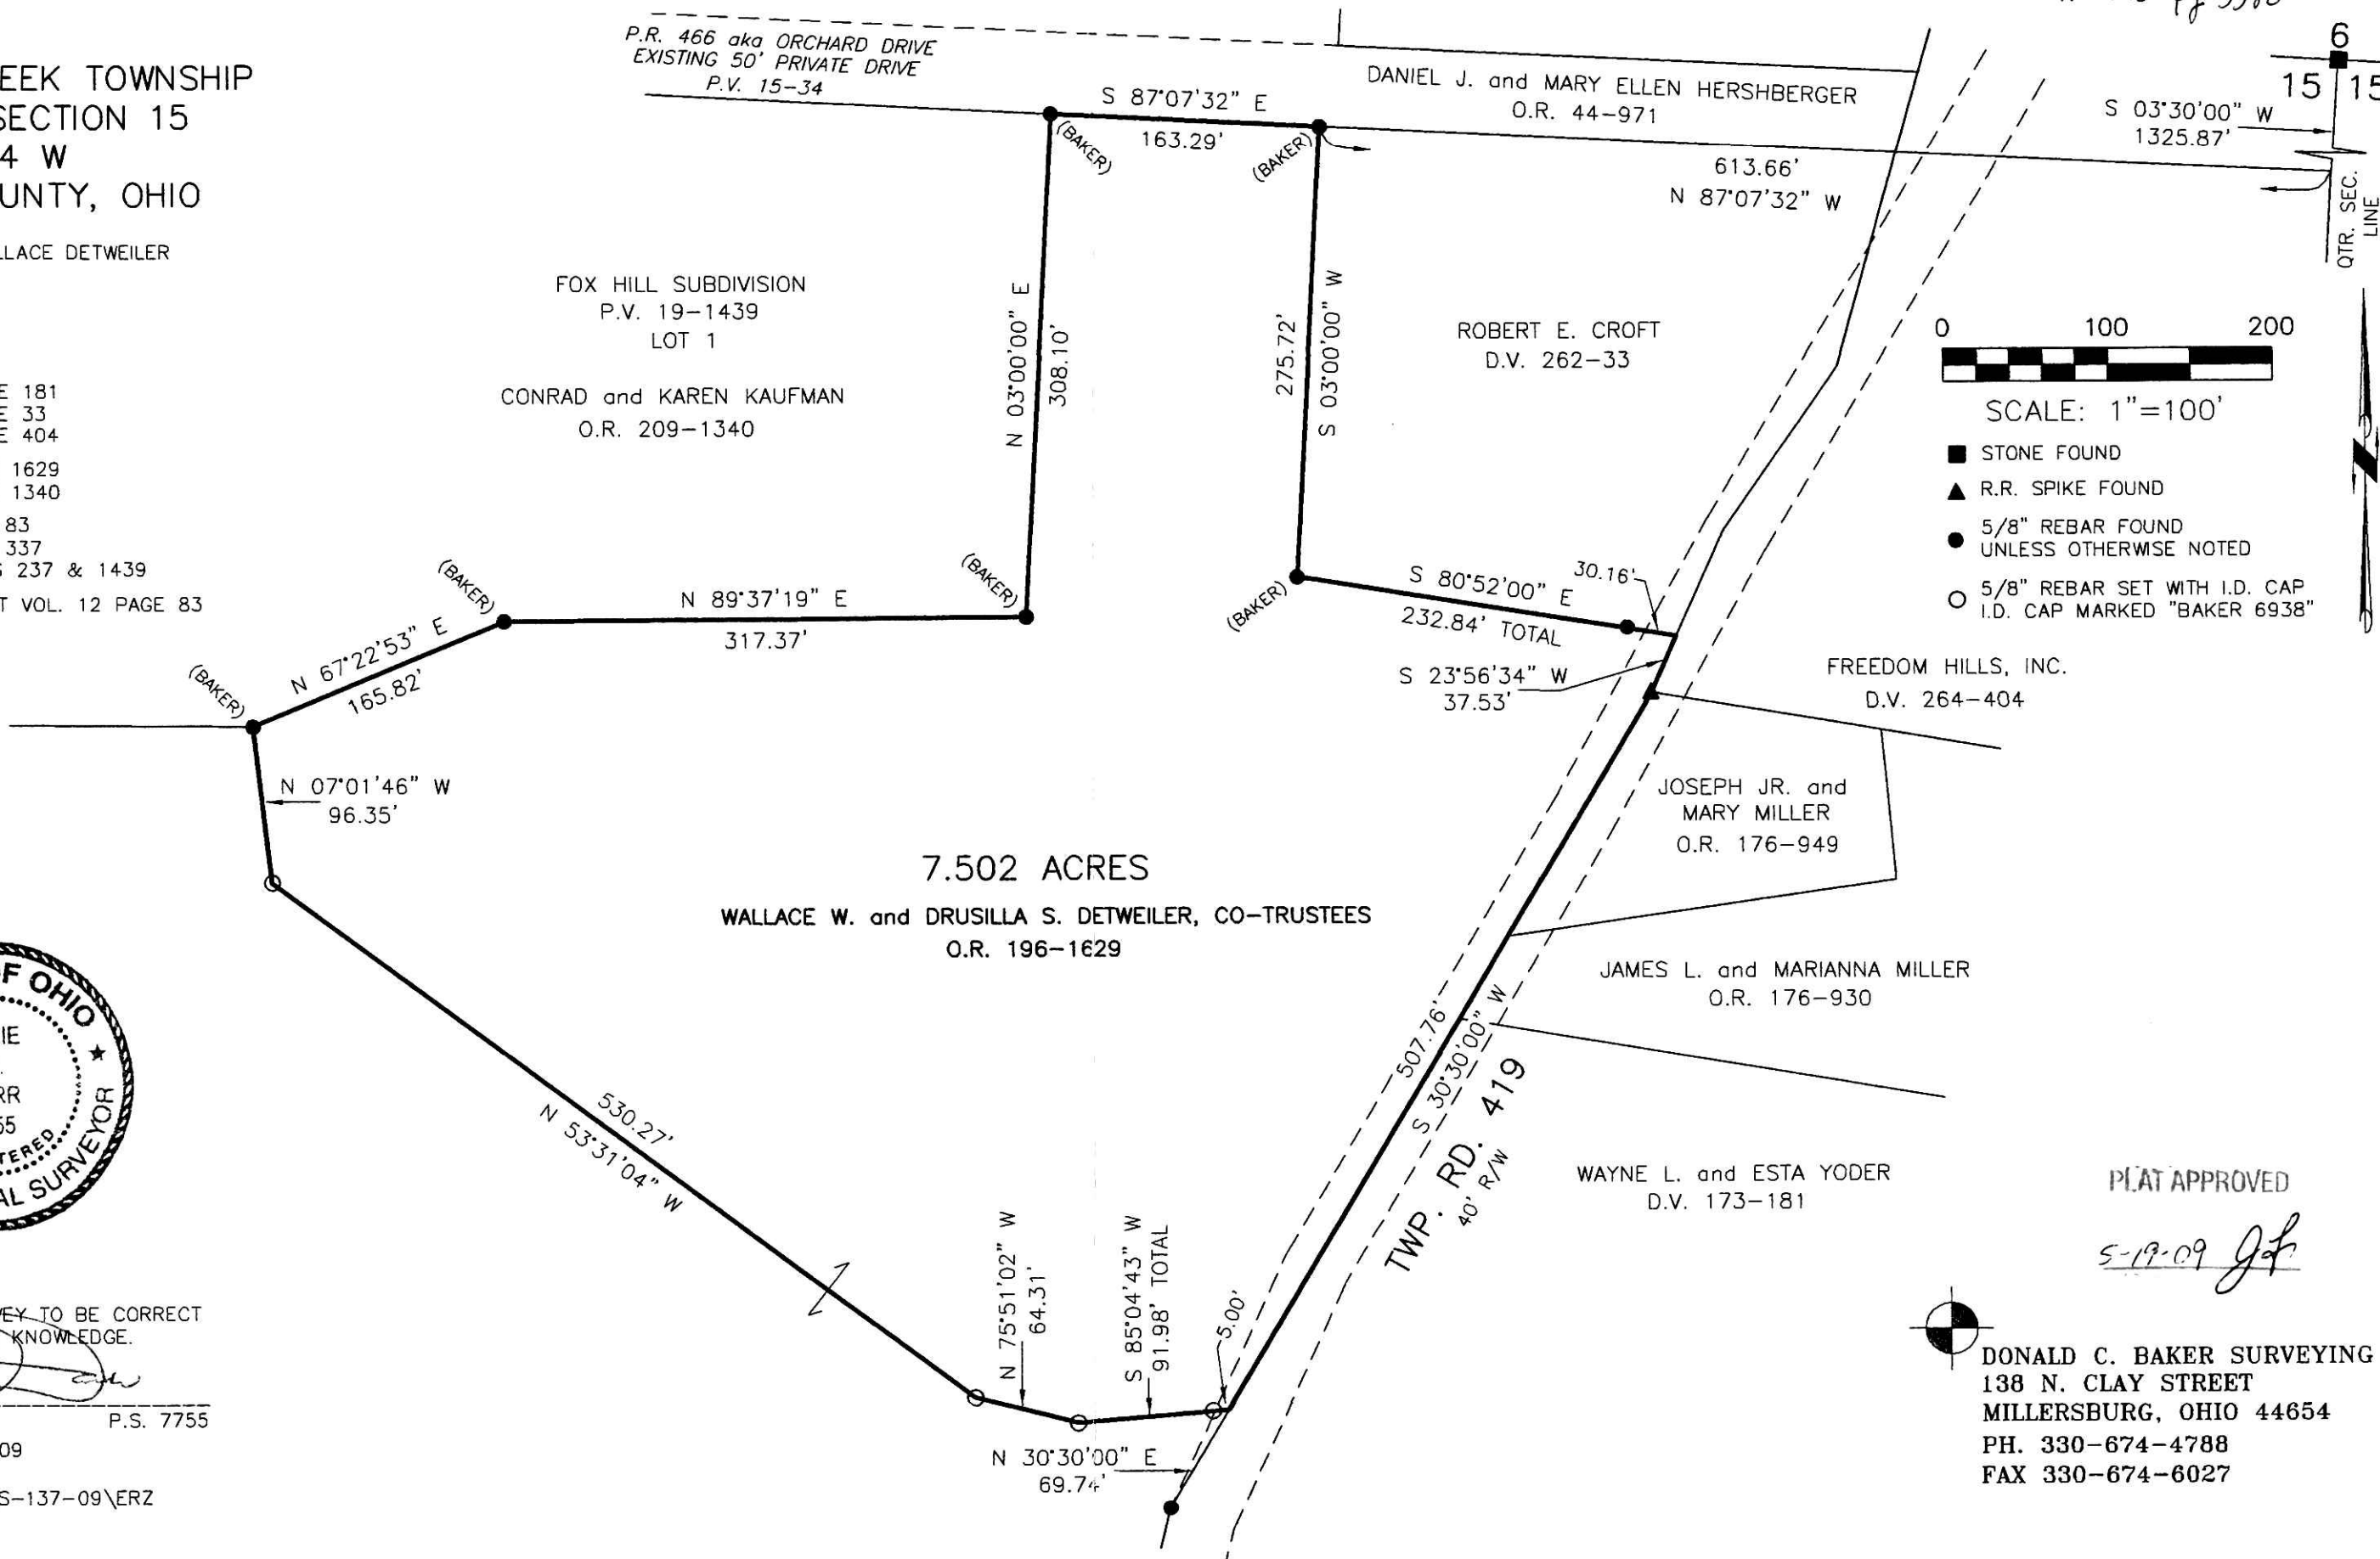 EEK TOWNSHIP
SECTION 15
4 W
UNTY, OHIO
LLACE DETWEILER
E 181
E 33
E 404
1629
1340
83
337
S 237 & 1439
T VOL. 12 PAGE 83
P.R. 466 aka ORCHARD DRIVE
EXISTING 50' PRIVATE DRIVE
P.V. 15-34
S 87°07'32" E
163.29'
(BAKER)
(BAKER)
DANIEL J. and MARY ELLEN HERSHBERGER
O.R. 44-971
613.66'
N 87°07'32" W
6
15
15
S 03°30'00" W
1325.87'
QTR. SEC.
LINE
FOX HILL SUBDIVISION
P.V. 19-1439
LOT 1
CONRAD and KAREN KAUFMAN
O.R. 209-1340
N 03°00'00" E
308.10'
275.72'
S 03°00'00" W
ROBERT E. CROFT
D.V. 262-33
0 100 200
SCALE: 1"=100'
STONE FOUND
R.R. SPIKE FOUND
5/8" REBAR FOUND
UNLESS OTHERWISE NOTED
5/8" REBAR SET WITH I.D. CAP
I.D. CAP MARKED "BAKER 6938"
(BAKER)
N 67°22'53" E
165.82'
(BAKER)
N 89°37'19" E
317.37'
(BAKER)
(BAKER)
S 80°52'00" E
232.84' TOTAL
30.16'
S 23°56'34" W
37.53'
FREEDOM HILLS, INC.
D.V. 264-404
N 07°01'46" W
96.35'
JOSEPH JR. and
MARY MILLER
O.R. 176-949
7.502 ACRES
WALLACE W. and DRUSILLA S. DETWEILER, CO-TRUSTEES
O.R. 196-1629
JAMES L. and MARIANNA MILLER
O.R. 176-930
507.76'
S 30°30'00" W
TWP. RD. 419
40' R/W
WAYNE L. and ESTA YODER
D.V. 173-181
530.27'
N 53°31'04" W
N 75°51'02" W
64.31'
S 85°04'43" W
91.98' TOTAL
5.00'
N 30°30'00" E
69.74'
OF OHIO
IE
RR
55
TERED
AL SURVEYOR
EY TO BE CORRECT
KNOWLEDGE.
P.S. 7755
09
S-137-09\ERZ
PLAT APPROVED
5-19-09
DONALD C. BAKER SURVEYING
138 N. CLAY STREET
MILLERSBURG, OHIO 44654
PH. 330-674-4788
FAX 330-674-6027